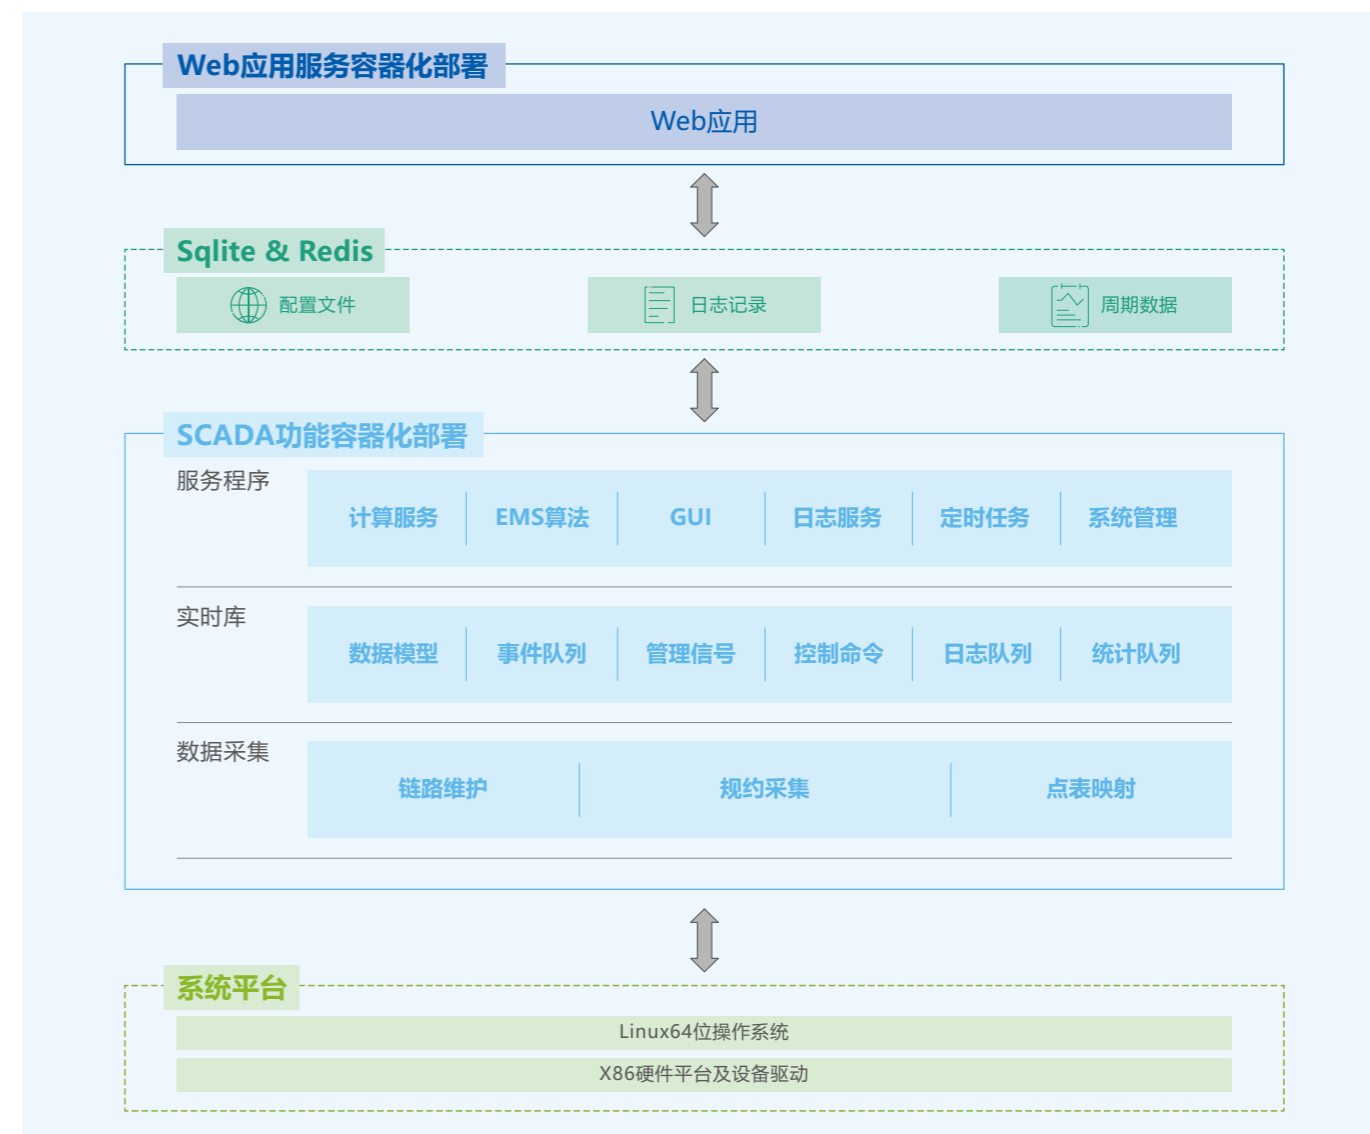 Web应用服务容器化部署
Web应用
Sqlite & Redis
配置文件
日志记录
周期数据
SCADA功能容器化部署
服务程序
计算服务
EMS算法
GUI
日志服务
定时任务
系统管理
实时库
数据模型
事件队列
管理信号
控制命令
日志队列
统计队列
数据采集
链路维护
规约采集
点表映射
系统平台
Linux64位操作系统
X86硬件平台及设备驱动